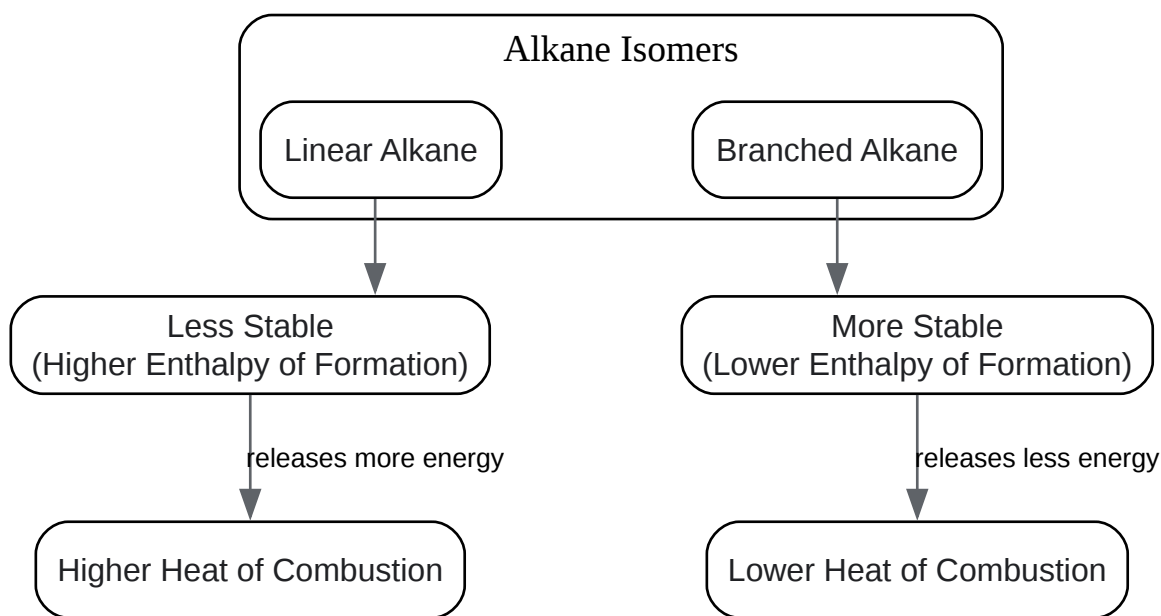 Alkane Isomers
Linear Alkane
Branched Alkane
Less Stable
(Higher Enthalpy of Formation)
More Stable
(Lower Enthalpy of Formation)
releases more energy
releases less energy
Higher Heat of Combustion
Lower Heat of Combustion